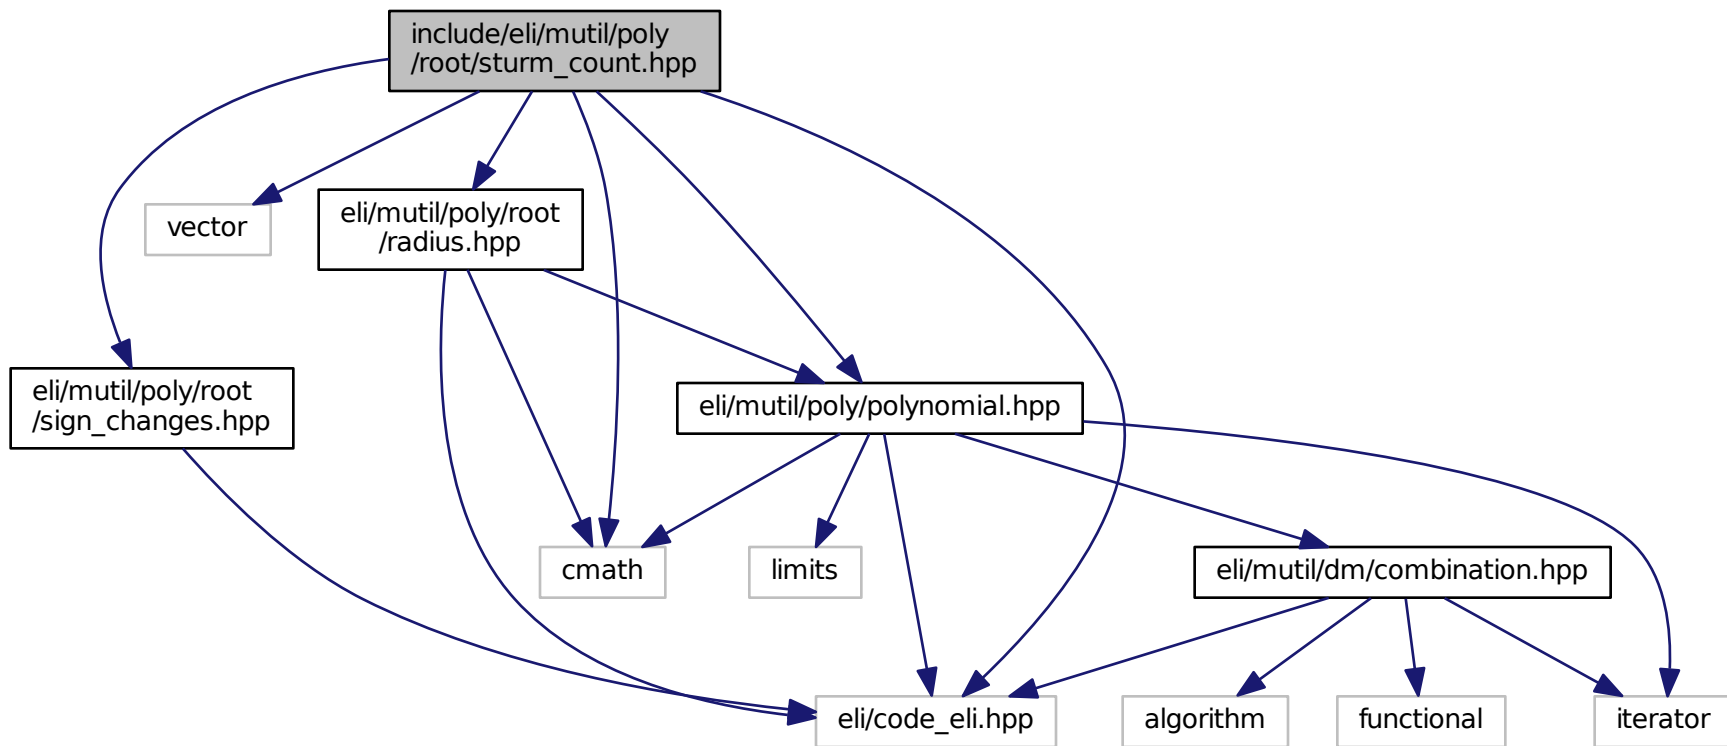 include/eli/mutil/poly
/root/sturm_count.hpp
vector
eli/mutil/poly/root
/radius.hpp
eli/mutil/poly/root
/sign_changes.hpp
eli/mutil/poly/polynomial.hpp
cmath
limits
eli/mutil/dm/combination.hpp
eli/code_eli.hpp
algorithm
functional
iterator